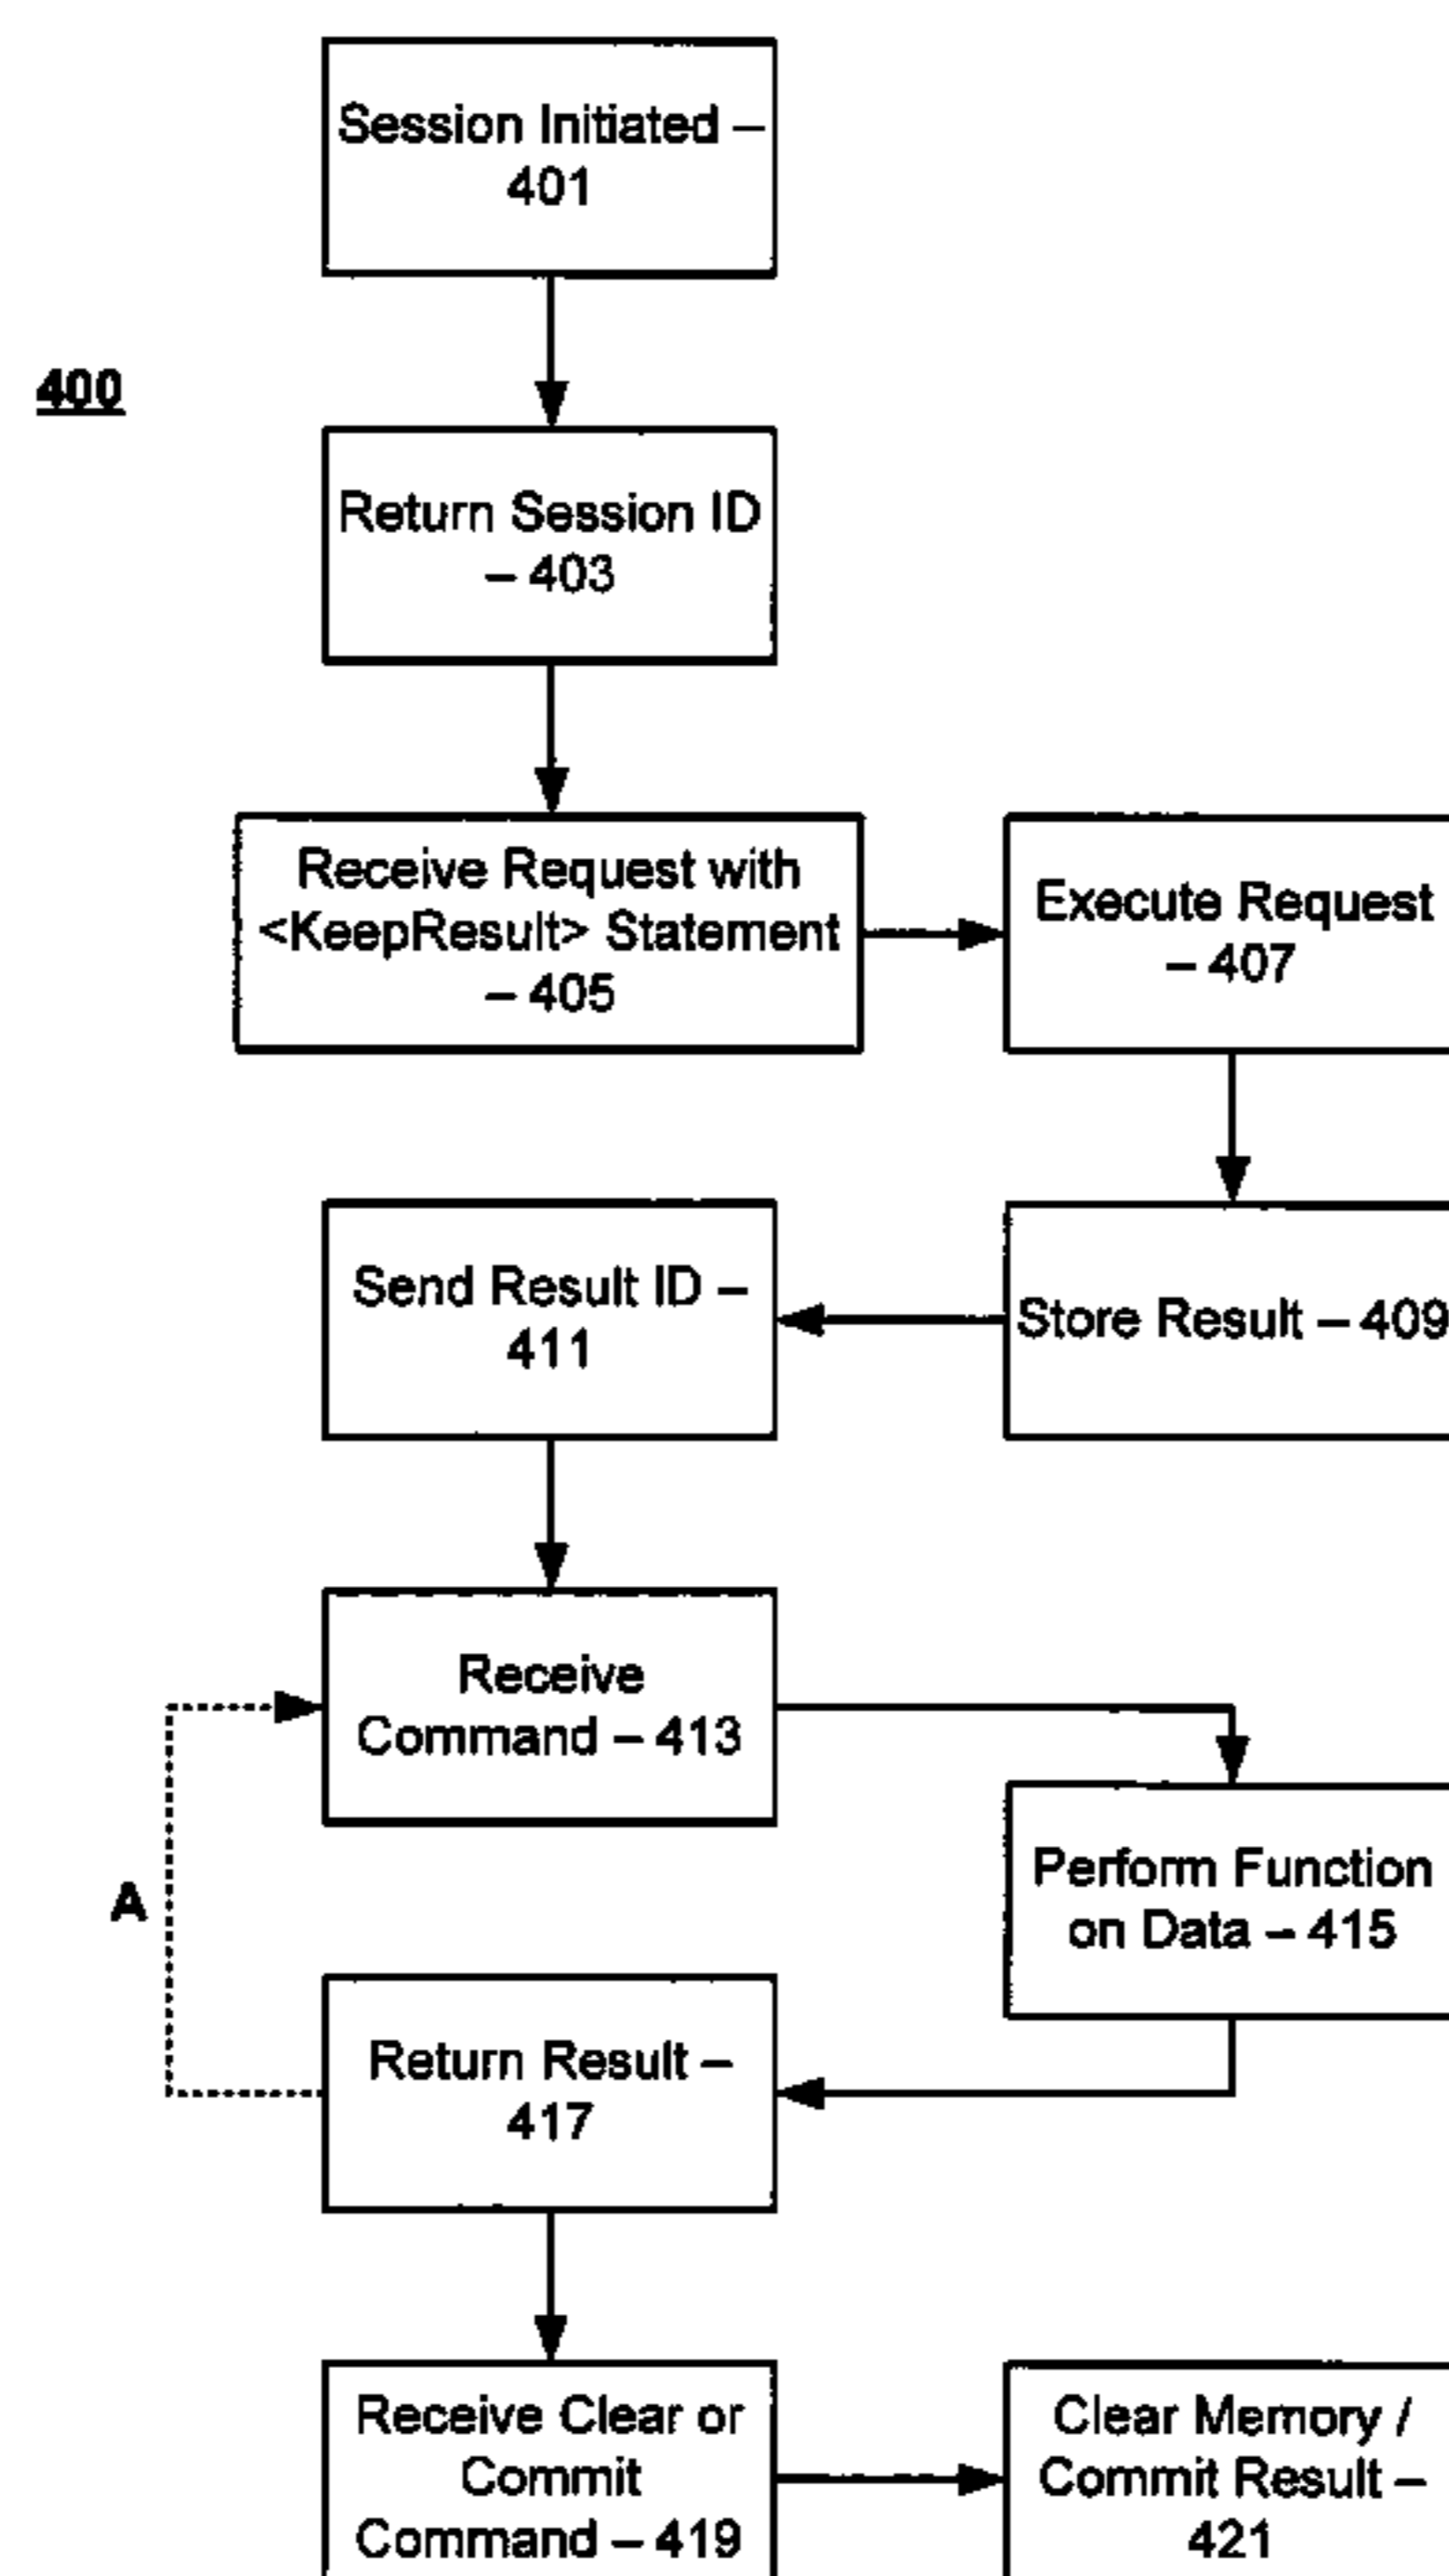 Session Initiated –
401
400
Return Session ID
– 403
Receive Request with
<KeepResult> Statement
– 405
Execute Request
– 407
Send Result ID –
411
Store Result – 409
Receive
Command – 413
A
Perform Function
on Data – 415
Return Result –
417
Receive Clear or
Commit
Command – 419
Clear Memory /
Commit Result –
421